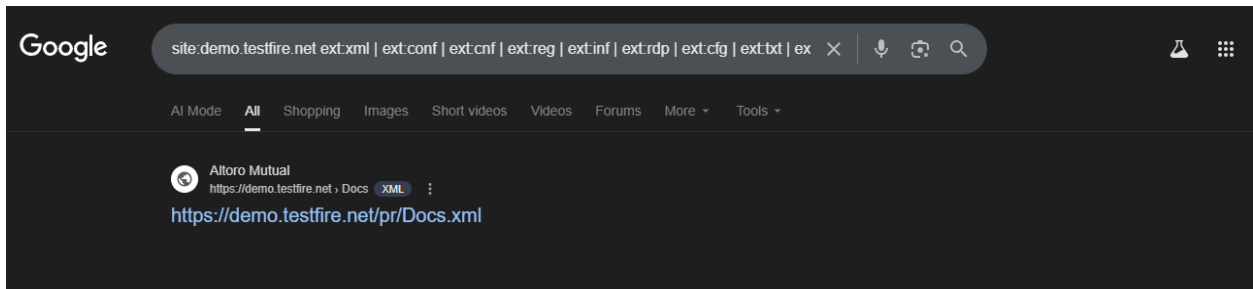 Google
site:demo.testfire.net ext:xml | ext:conf | ext:cnf | ext:reg | ext:inf | ext:rdp | ext:cfg | ext:txt | ex
AI Mode All Shopping Images Short videos Videos Forums More Tools
Altoro Mutual
https://demo.testfire.net › Docs XML
https://demo.testfire.net/pr/Docs.xml